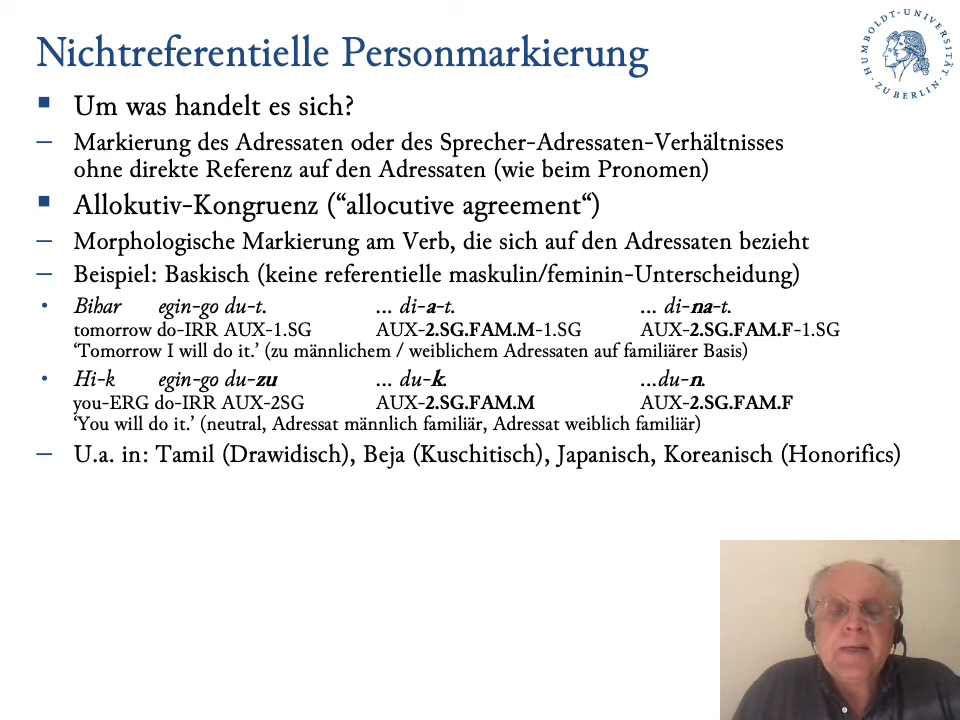 Nichtreferentielle Personmarkierung
HUMBOLDT-UNIVERSITÄT ZU BERLIN
■ Um was handelt es sich?
– Markierung des Adressaten oder des Sprecher-Adressaten-Verhältnisses
ohne direkte Referenz auf den Adressaten (wie beim Pronomen)
■ Allokutiv-Kongruenz (“allocutive agreement“)
– Morphologische Markierung am Verb, die sich auf den Adressaten bezieht
– Beispiel: Baskisch (keine referentielle maskulin/feminin-Unterscheidung)
• Bihar egin-go du-t. ... di-a-t. ... di-na-t.
tomorrow do-IRR AUX-1.SG AUX-2.SG.FAM.M-1.SG AUX-2.SG.FAM.F-1.SG
‘Tomorrow I will do it.’ (zu männlichem / weiblichem Adressaten auf familiärer Basis)
• Hi-k egin-go du-zu ... du-k. ...du-n.
you-ERG do-IRR AUX-2SG AUX-2.SG.FAM.M AUX-2.SG.FAM.F
‘You will do it.’ (neutral, Adressat männlich familiär, Adressat weiblich familiär)
– U.a. in: Tamil (Drawidisch), Beja (Kuschitisch), Japanisch, Koreanisch (Honorifics)